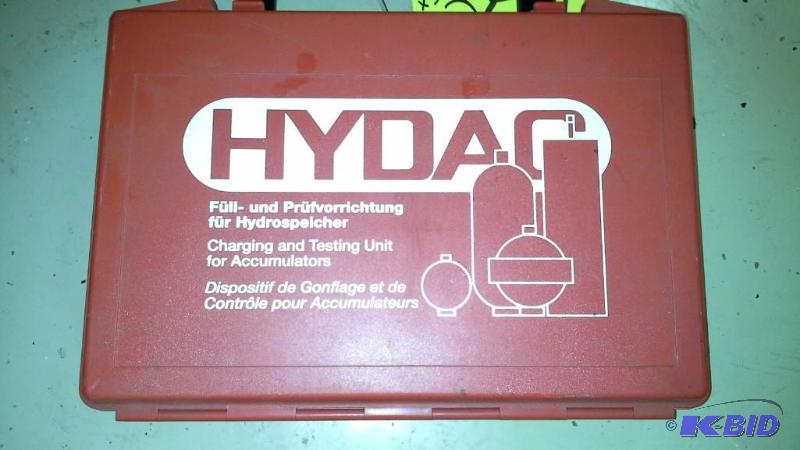 HYDAC
Füll- und Prüfvorrichtung
für Hydrospeicher
Charging and Testing Unit
for Accumulators
Dispositif de Gonflage et de
Contrôle pour Accumulateurs
© K-BID